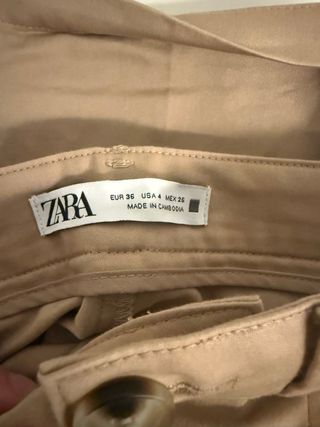 ZARA
EUR 36 USA 4 MEX 26
MADE IN CAMBODIA